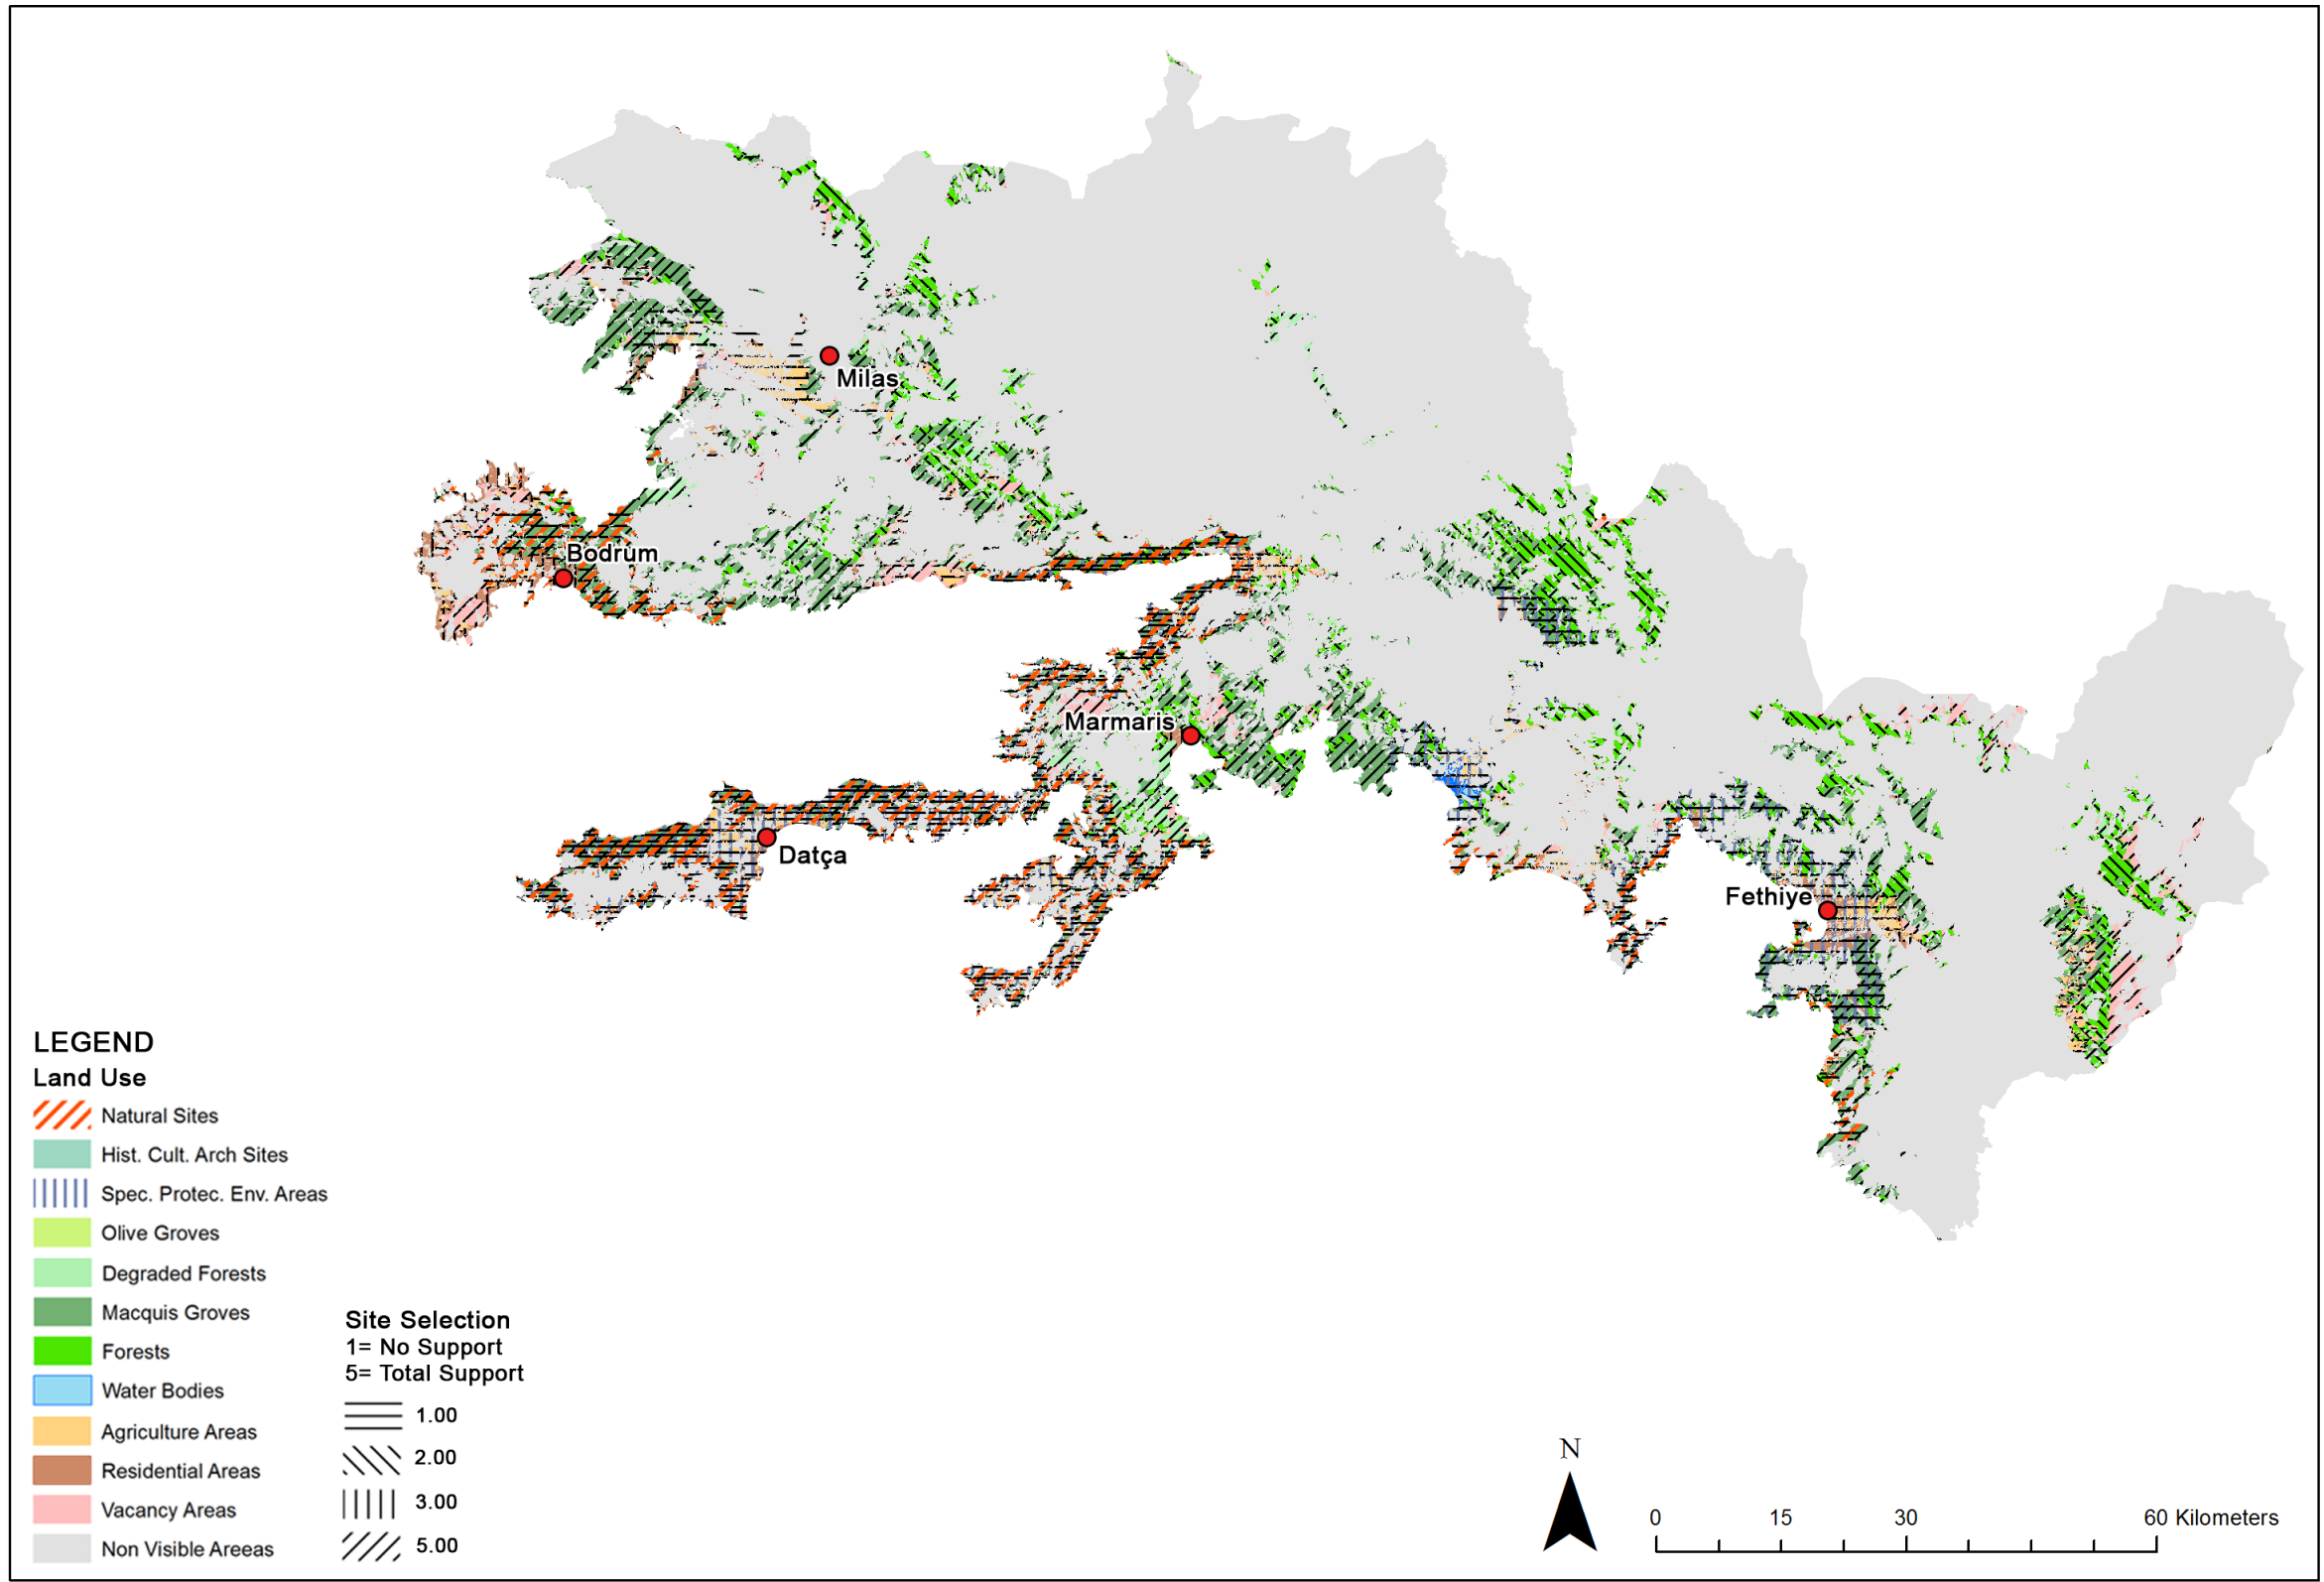 Milas
Bodrum
Marmaris
Datça
Fethiye
LEGEND
Land Use
Natural Sites
Hist. Cult. Arch Sites
Spec. Protec. Env. Areas
Olive Groves
Degraded Forests
Macquis Groves
Forests
Water Bodies
Agriculture Areas
Residential Areas
Vacancy Areas
Non Visible Areeas
Site Selection
1= No Support
5= Total Support
1.00
2.00
3.00
5.00
N
0 15 30 60 Kilometers